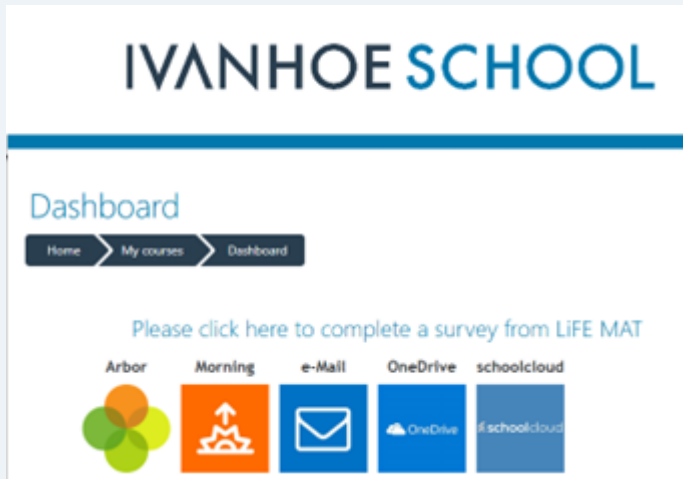 IVANHOE SCHOOL
Dashboard
Home My courses Dashboard
Please click here to complete a survey from LiFE MAT
Arbor Morning e-Mail OneDrive schoolcloud
OneDrive schoolcloud